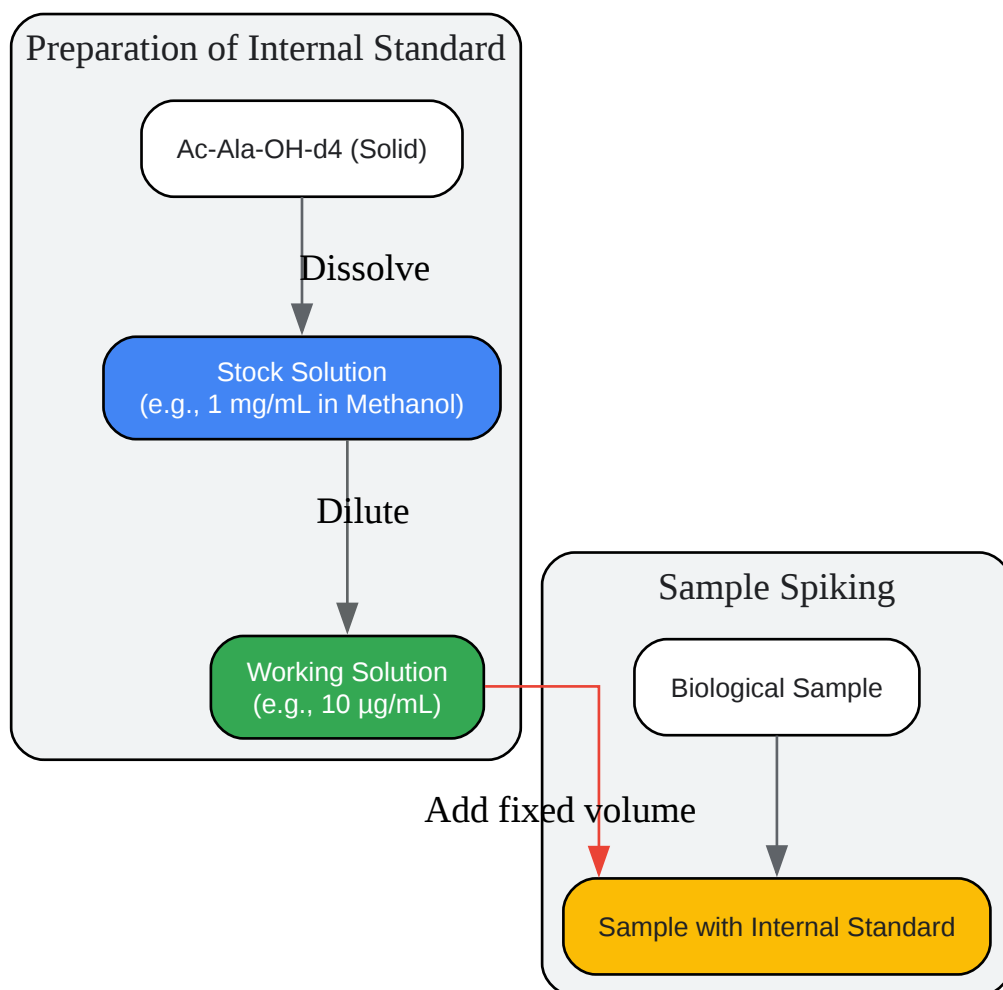 Preparation of Internal Standard
Ac-Ala-OH-d4 (Solid)
Dissolve
Stock Solution
(e.g., 1 mg/mL in Methanol)
Dilute
Working Solution
(e.g., 10 µg/mL)
Sample Spiking
Biological Sample
Add fixed volume
Sample with Internal Standard